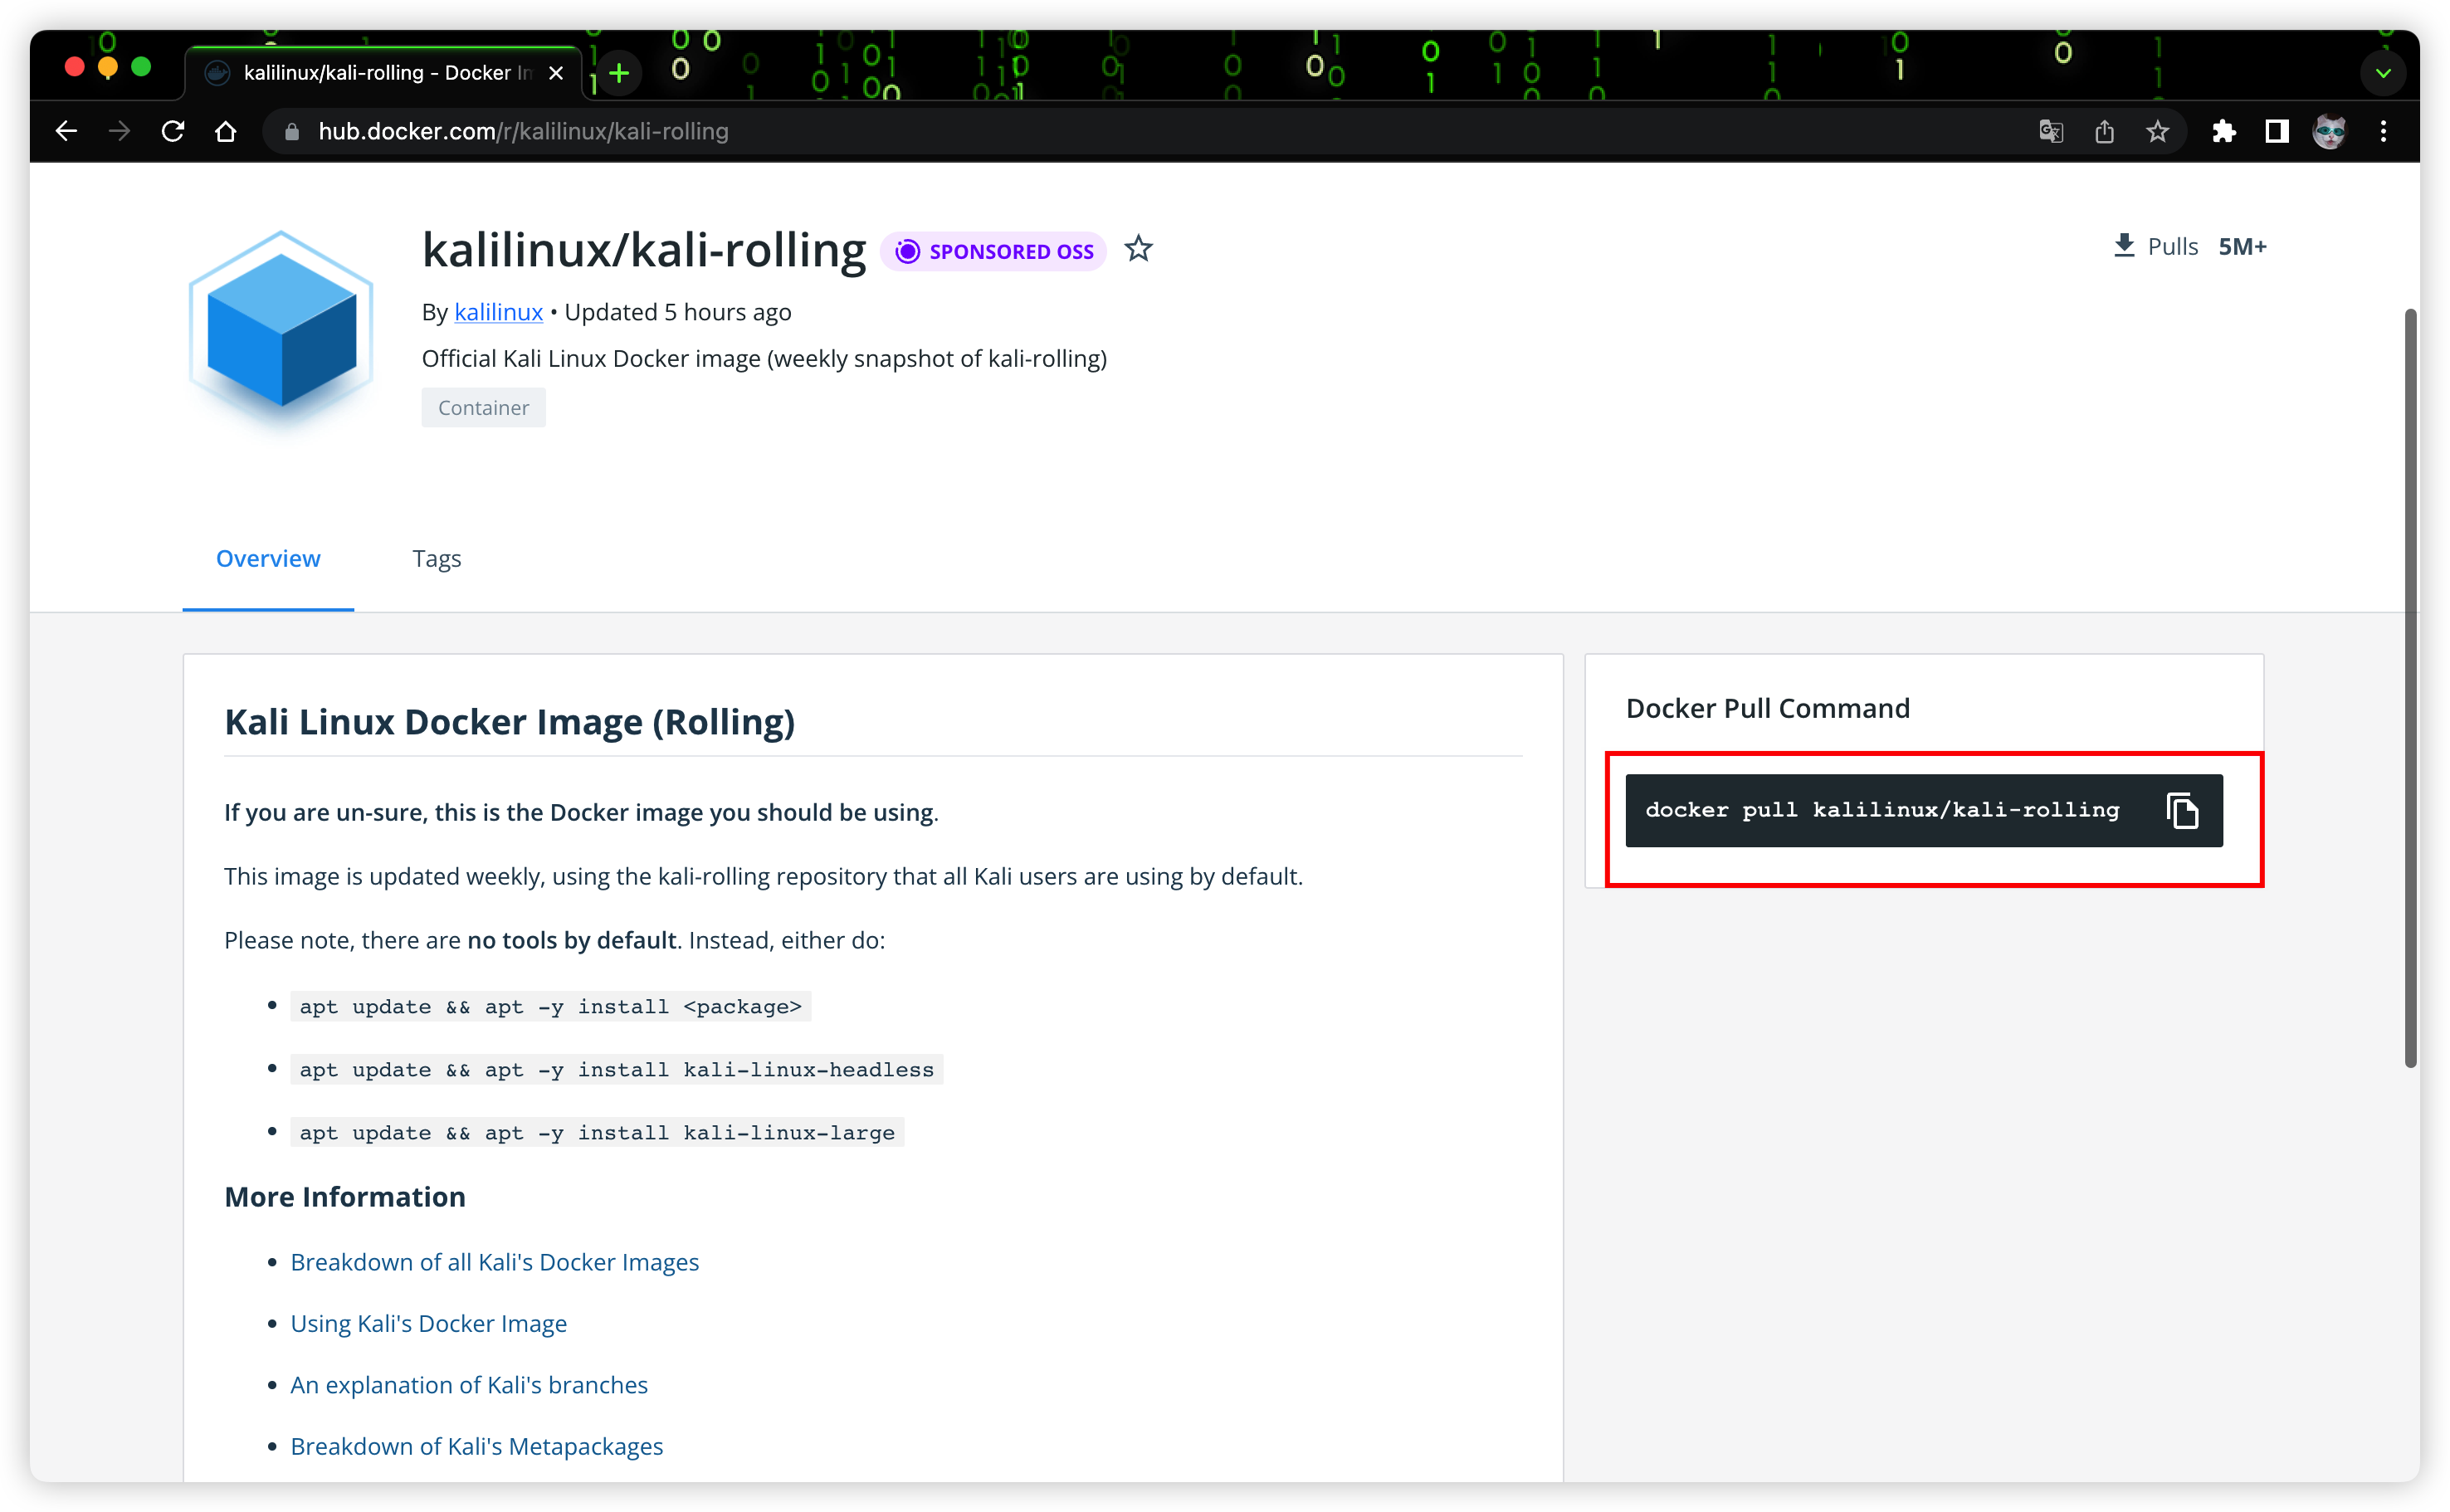 kalilinux/kali-rolling - Docker Im
hub.docker.com/r/kalilinux/kali-rolling
kalilinux/kali-rolling SPONSORED OSS
Pulls 5M+
By kalilinux • Updated 5 hours ago
Official Kali Linux Docker image (weekly snapshot of kali-rolling)
Container
Overview Tags
Kali Linux Docker Image (Rolling)
If you are un-sure, this is the Docker image you should be using.
This image is updated weekly, using the kali-rolling repository that all Kali users are using by default.
Please note, there are no tools by default. Instead, either do:
• apt update && apt -y install <package>
• apt update && apt -y install kali-linux-headless
• apt update && apt -y install kali-linux-large
More Information
• Breakdown of all Kali's Docker Images
• Using Kali's Docker Image
• An explanation of Kali's branches
• Breakdown of Kali's Metapackages
Docker Pull Command
docker pull kalilinux/kali-rolling